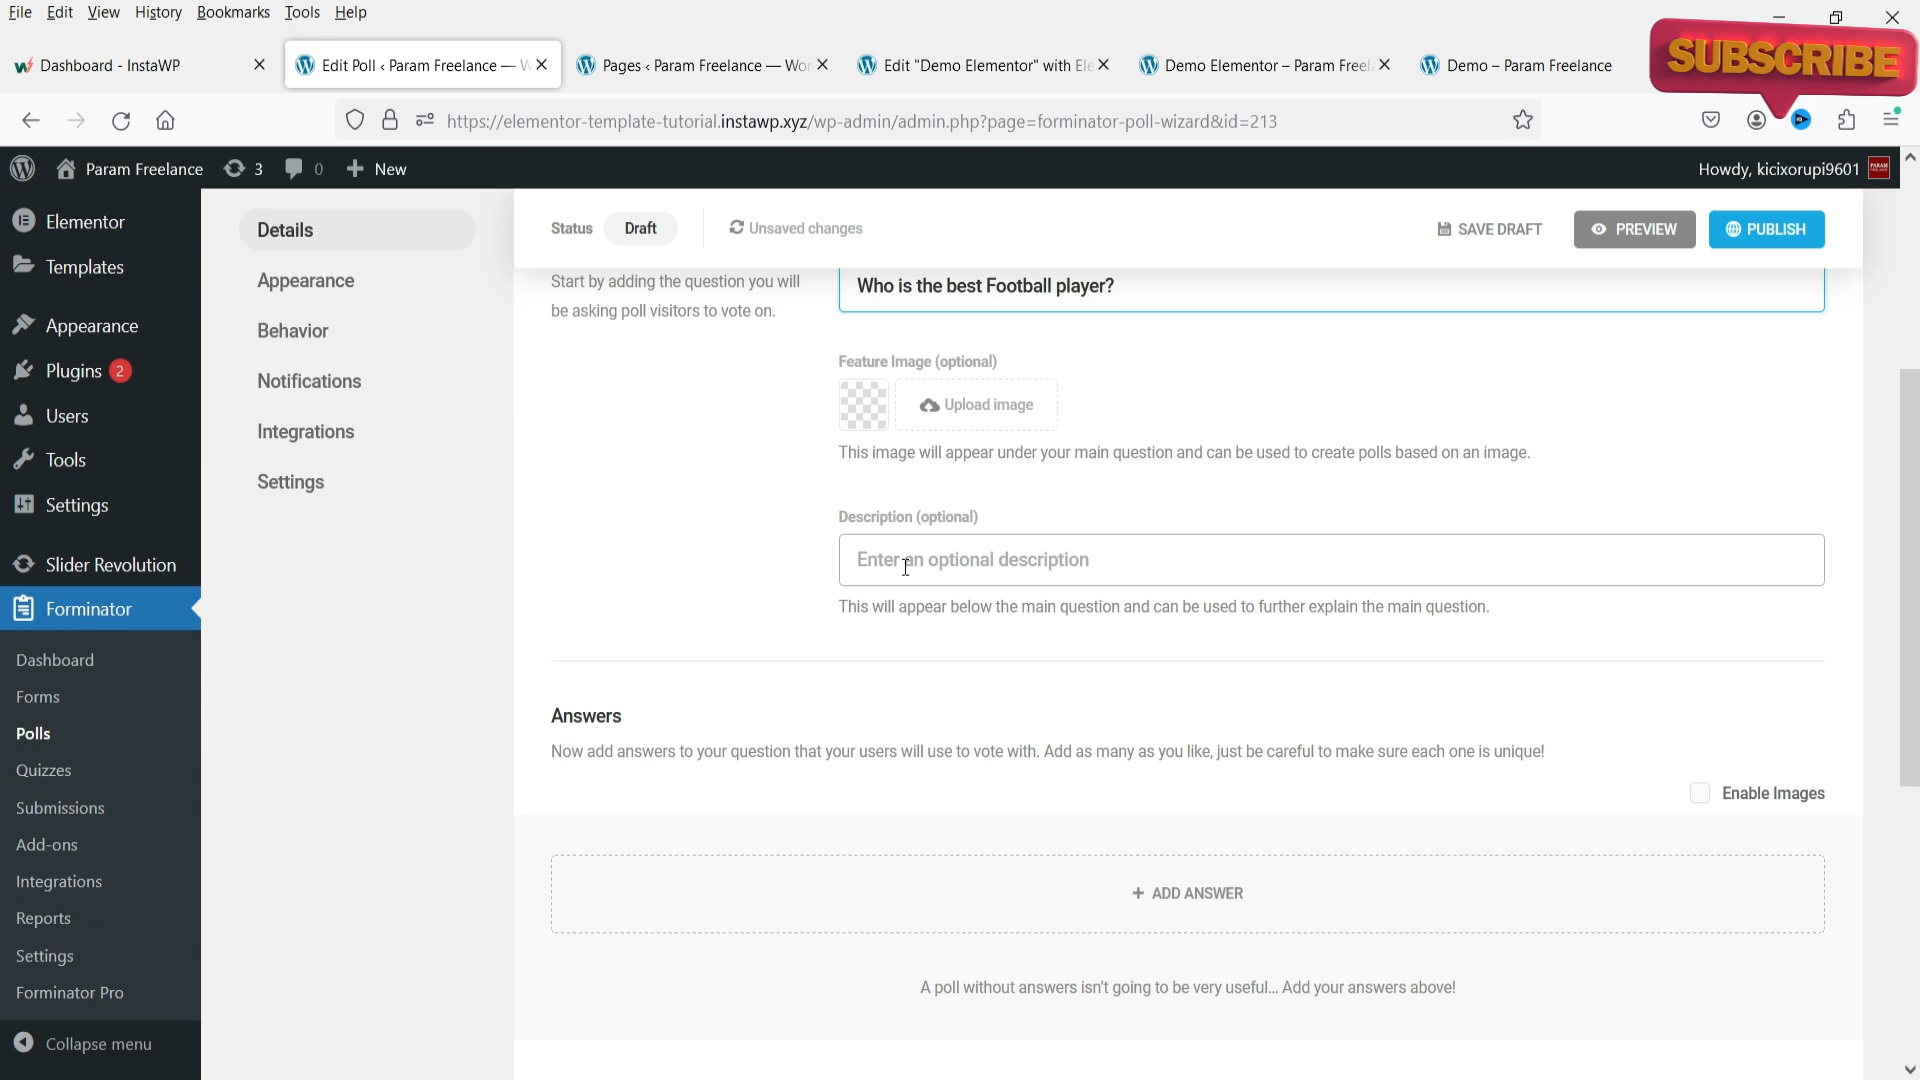 File Edit View History Bookmarks Tools Help
SUBSCRIBE
Dashboard - InstaWP
Edit Poll ‹ Param Freelance — W
Pages ‹ Param Freelance — Wor
Edit "Demo Elementor" with Ele
Demo Elementor – Param Freel
Demo – Param Freelance
https://elementor-template-tutorial.instawp.xyz/wp-admin/admin.php?page=forminator-poll-wizard&id=213
Param Freelance 3 0 New
Howdy, kicixorupi9601
Elementor
Templates
Appearance
Plugins 2
Users
Tools
Settings
Slider Revolution
Forminator
Dashboard
Forms
Polls
Quizzes
Submissions
Add-ons
Integrations
Reports
Settings
Forminator Pro
Collapse menu
Details
Appearance
Behavior
Notifications
Integrations
Settings
Status Draft Unsaved changes SAVE DRAFT PREVIEW PUBLISH
Start by adding the question you will
be asking poll visitors to vote on.
Who is the best Football player?
Feature Image (optional)
Upload image
This image will appear under your main question and can be used to create polls based on an image.
Description (optional)
Enter an optional description
This will appear below the main question and can be used to further explain the main question.
Answers
Now add answers to your question that your users will use to vote with. Add as many as you like, just be careful to make sure each one is unique!
Enable Images
+ ADD ANSWER
A poll without answers isn't going to be very useful... Add your answers above!